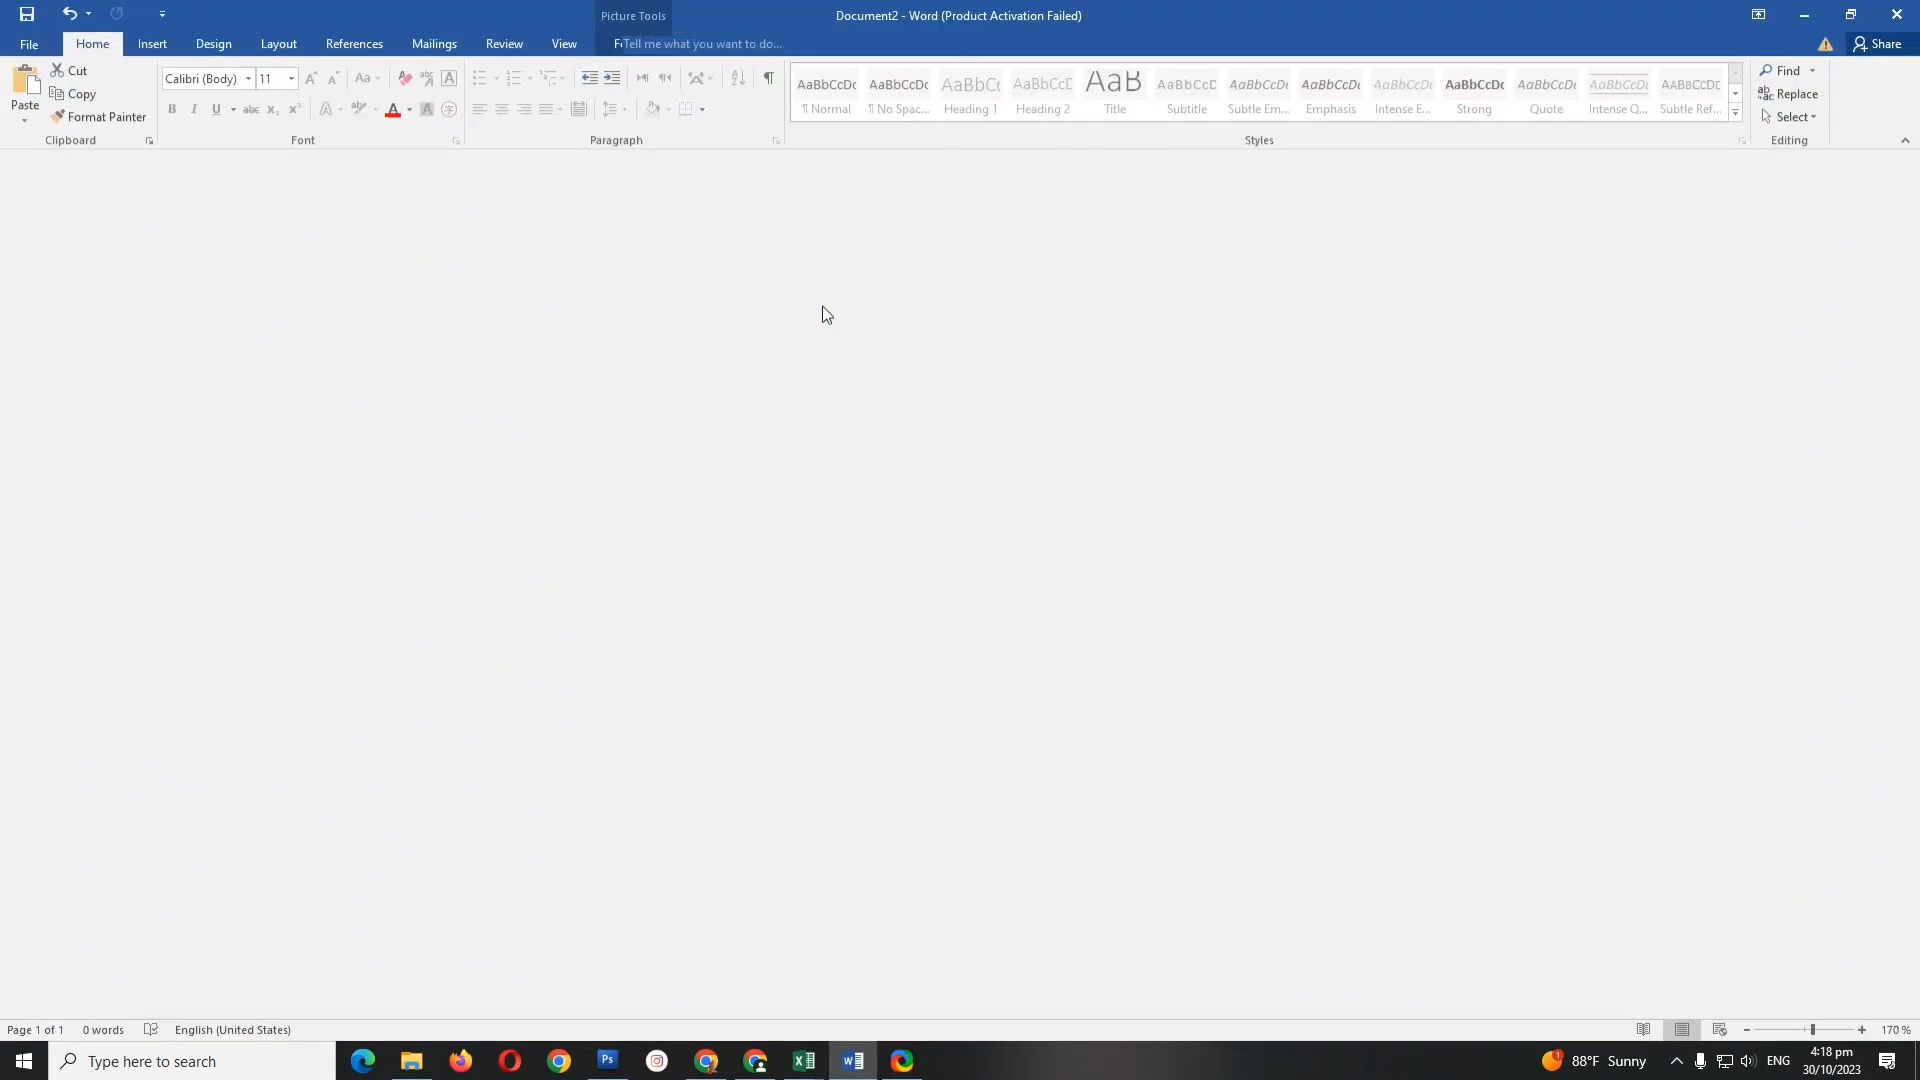 Picture Tools
Document2 - Word (Product Activation Failed)
File
Home
Insert
Design
Layout
References
Mailings
Review
View
Tell me what you want to do...
Share
Paste
Cut
Copy
Format Painter
Clipboard
Calibri (Body)
11
Font
Paragraph
AaBbCcDc
¶ Normal
AaBbCcDc
¶ No Spac...
AaBbCc
Heading 1
AaBbCcE
Heading 2
AaB
Title
AaBbCcD
Subtitle
AaBbCcDc
Subtle Em...
AaBbCcDc
Emphasis
AaBbCcDc
Intense E...
AaBbCcDc
Strong
AaBbCcDc
Quote
AaBbCcDc
Intense Q...
AaBbCcDc
Subtle Ref...
Styles
Find
Replace
Select
Editing
Page 1 of 1
0 words
English (United States)
170 %
Type here to search
Ps
88°F Sunny
ENG
4:18 pm
30/10/2023